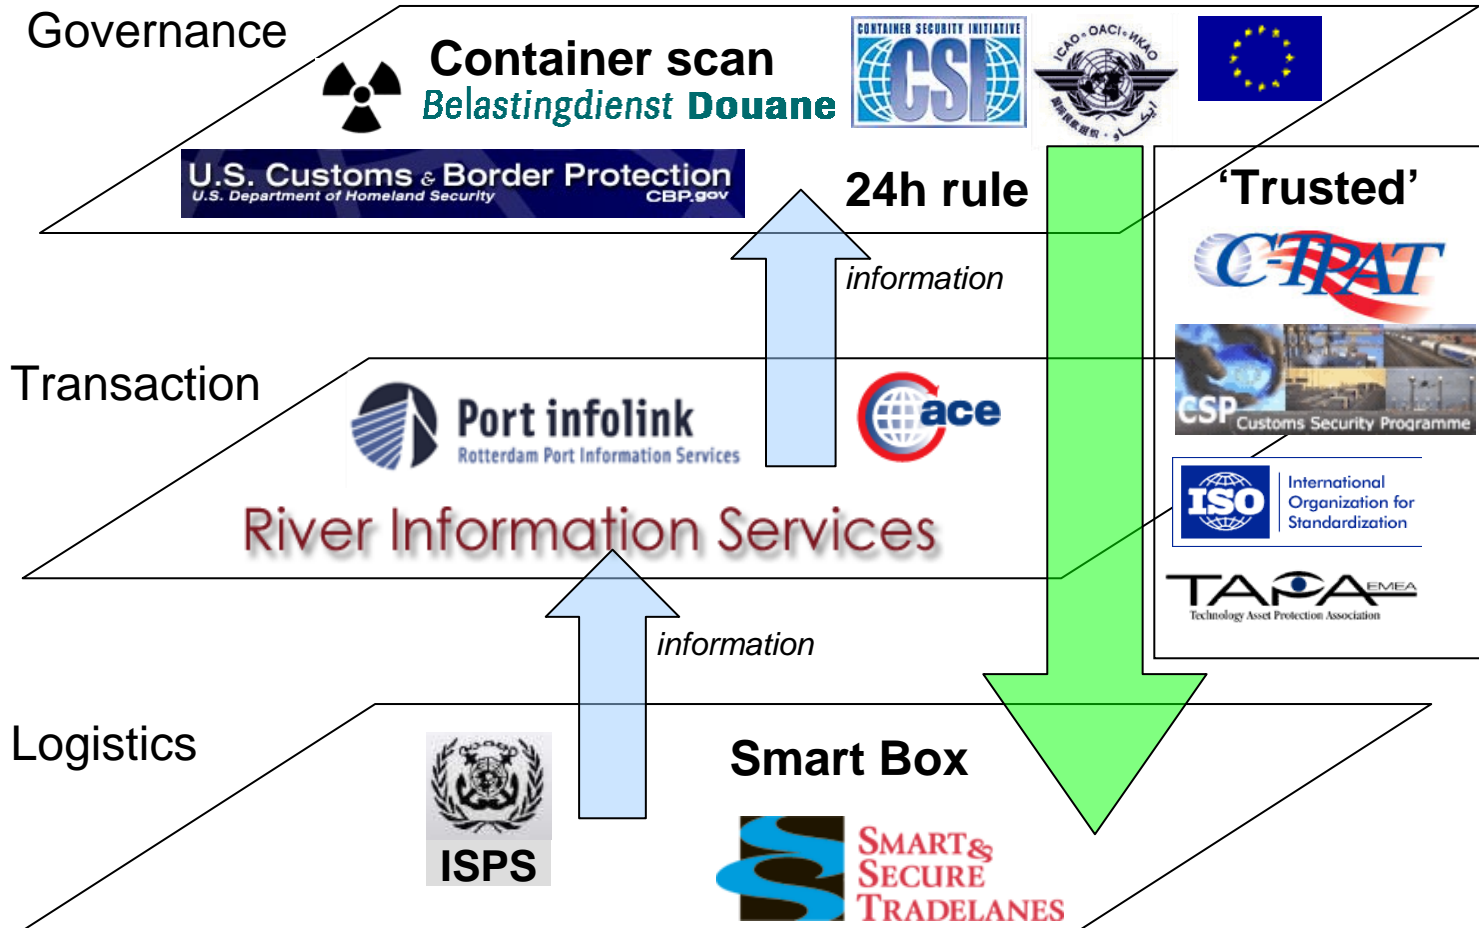 Governance
Container scan
Belastingdienst Douane
CONTAINER SECURITY INITIATIVE
CSI
ICAO • OACI • ИКАО
U.S. Customs & Border Protection
U.S. Department of Homeland Security
CBP.gov
24h rule
'Trusted'
C-TPAT
information
CSP Customs Security Programme
Transaction
Port infolink
Rotterdam Port Information Services
ace
River Information Services
ISO
International
Organization for
Standardization
TAPA EMEA
Technology Asset Protection Association
information
Logistics
ISPS
Smart Box
SMART&
SECURE
TRADELANES